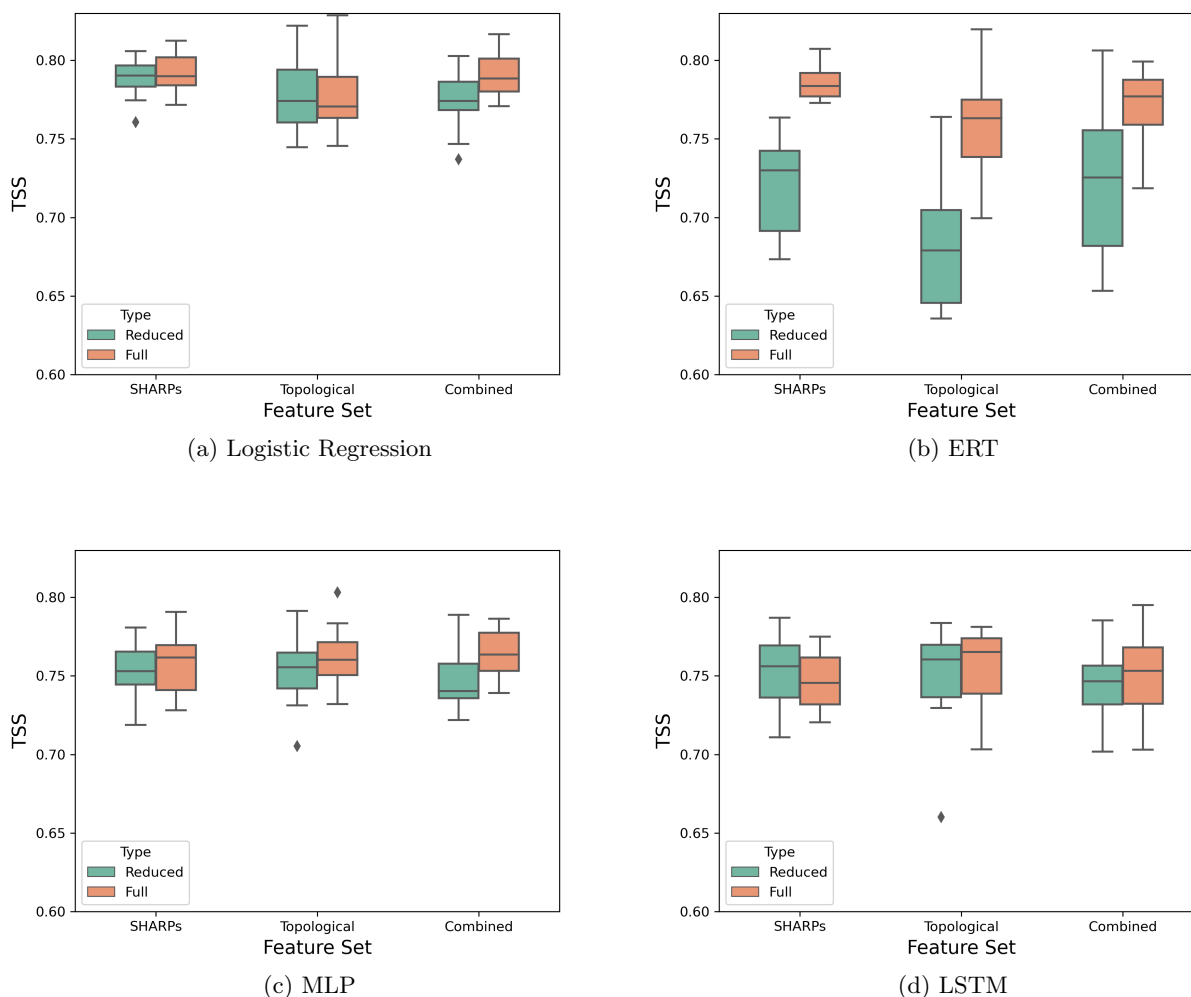 0.80
0.75
0.70
0.65
0.60
TSS
Type
Reduced
Full
SHARPs Topological Combined
Feature Set
(a) Logistic Regression
0.80
0.75
0.70
0.65
0.60
TSS
Type
Reduced
Full
SHARPs Topological Combined
Feature Set
(b) ERT
0.80
0.75
0.70
0.65
0.60
TSS
Type
Reduced
Full
SHARPs Topological Combined
Feature Set
(c) MLP
0.80
0.75
0.70
0.65
0.60
TSS
Type
Reduced
Full
SHARPs Topological Combined
Feature Set
(d) LSTM